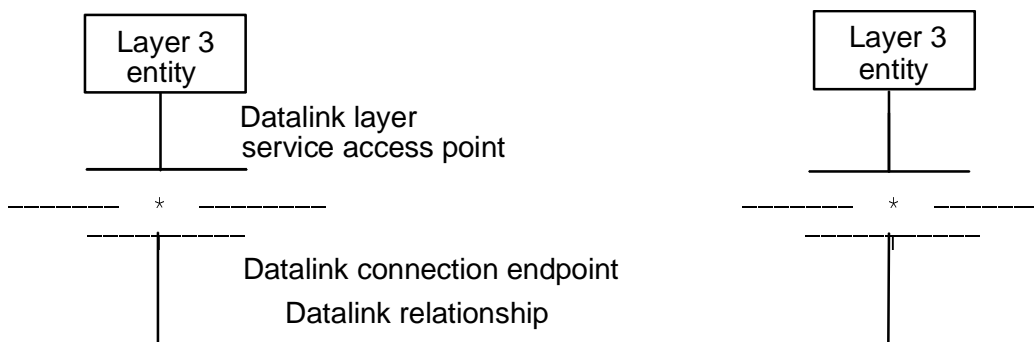 Layer 3
entity
Layer 3
entity
Datalink layer
service access point
*
*
Datalink connection endpoint
Datalink relationship